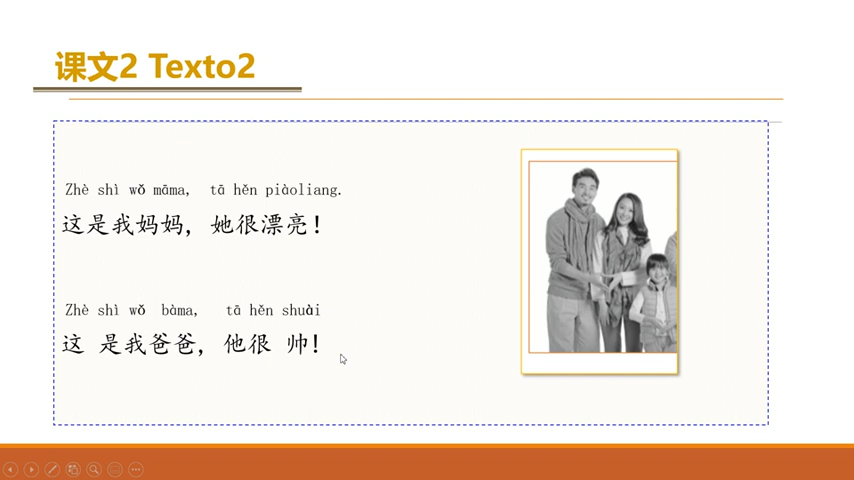 课文2 Texto2
Zhè shì wǒ māma, tā hěn piàoliang.
这是我妈妈, 她很漂亮!
Zhè shì wǒ bàma, tā hěn shuài
这 是我爸爸, 他很 帅!